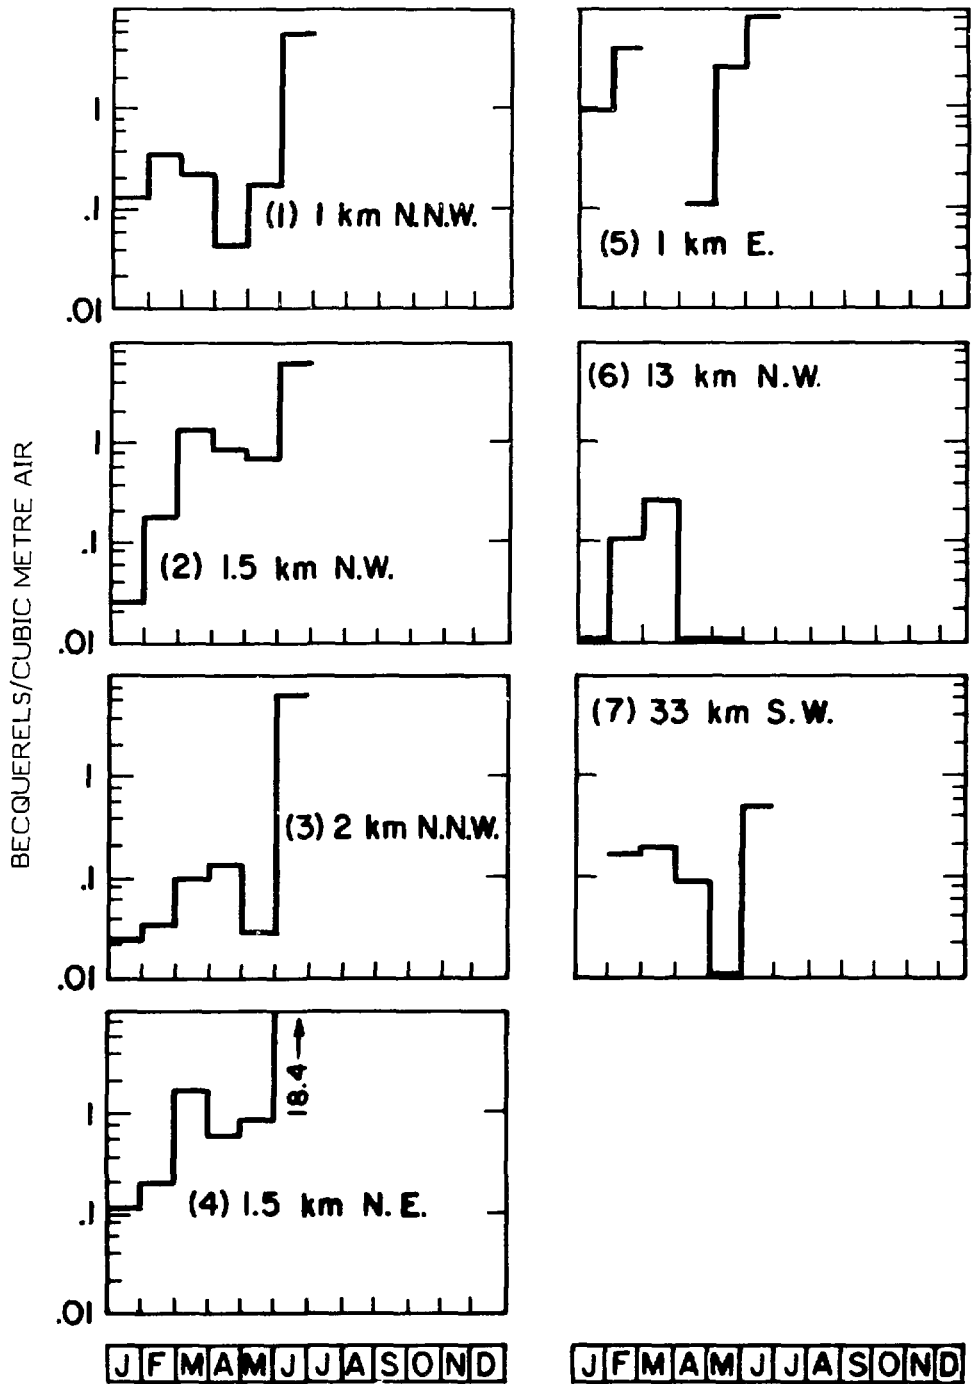 BECQUERELS/CUBIC METRE AIR
1
.1
.01
(1) 1 km N.N.W.
(5) 1 km E.
1
.1
.01
(2) 1.5 km N.W.
(6) 13 km N.W.
1
.1
.01
(3) 2 km N.N.W.
(7) 33 km S.W.
1
.1
.01
18.4
(4) 1.5 km N.E.
J F M A M J J A S O N D
J F M A M J J A S O N D